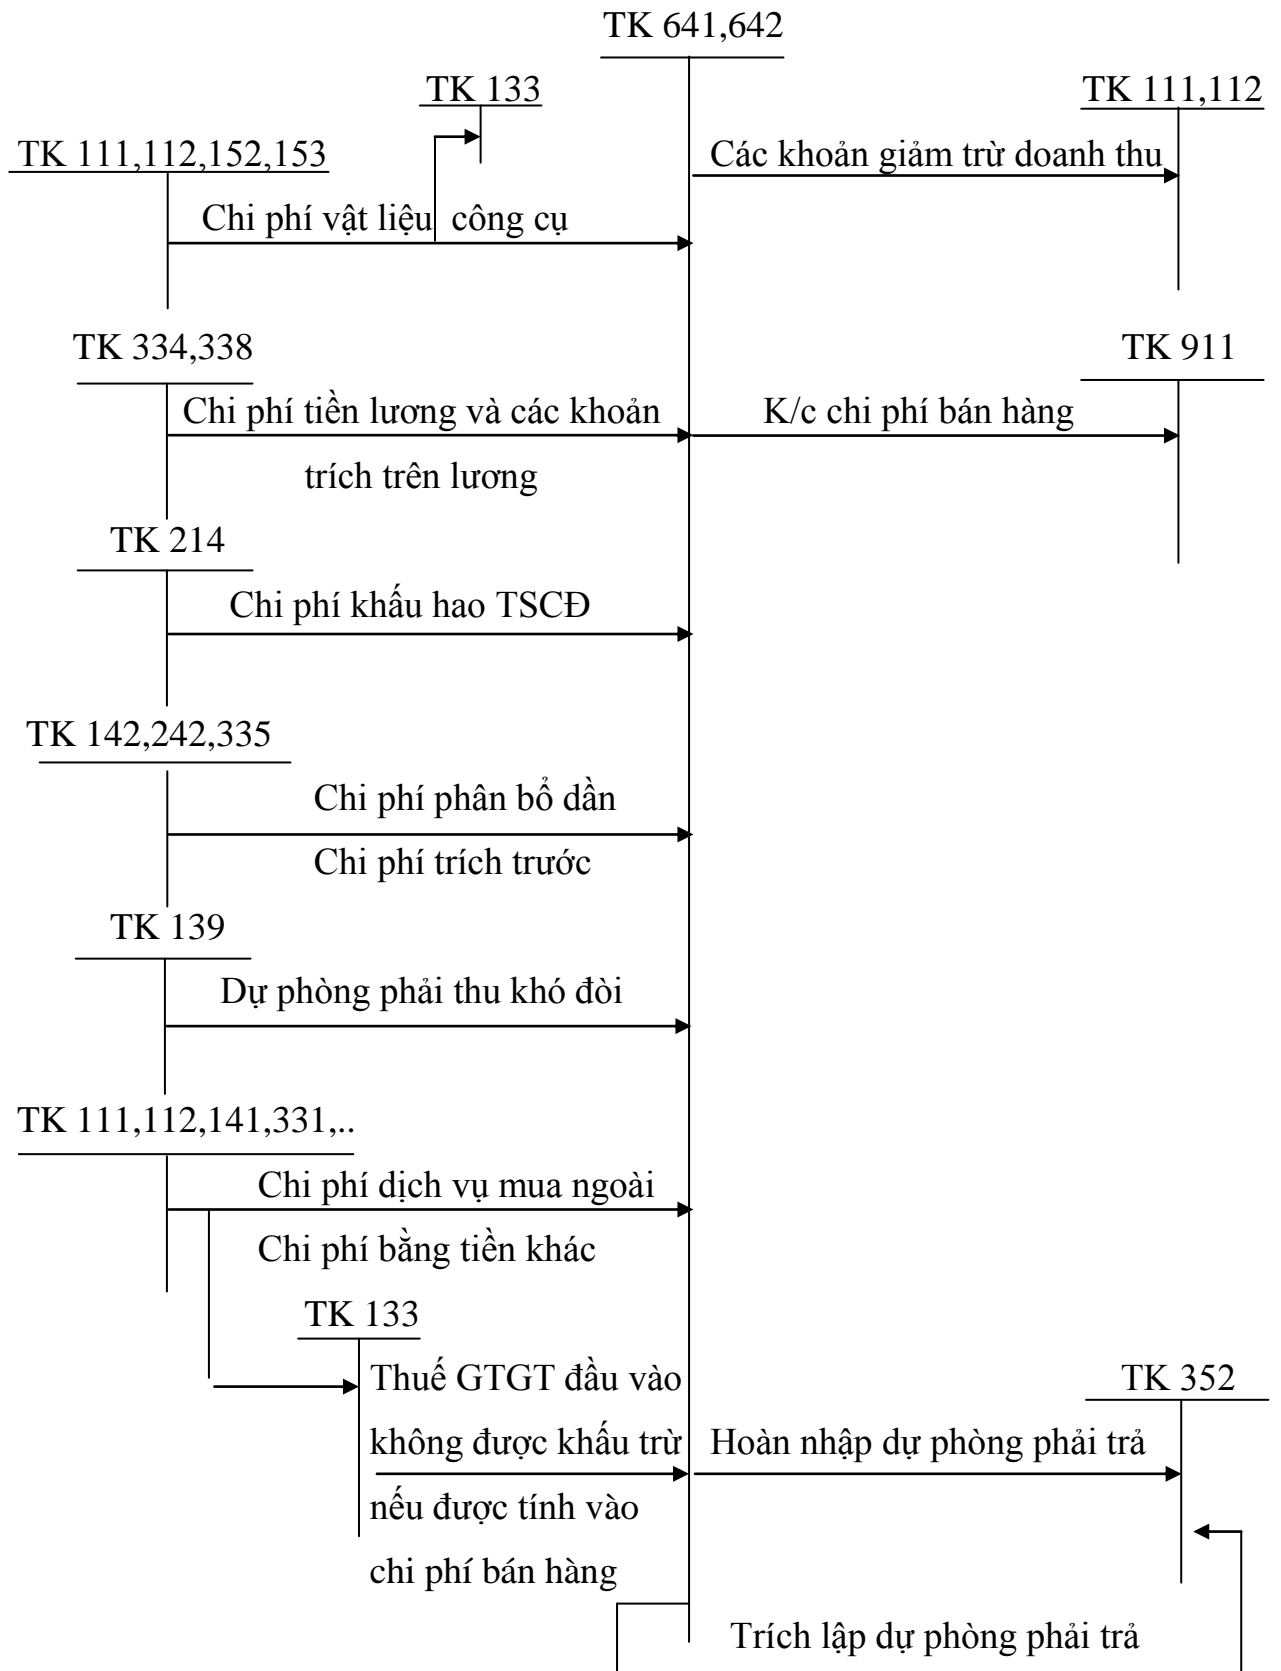 TK 641,642
TK 133
TK 111,112
TK 111,112,152,153
Các khoản giảm trừ doanh thu
Chi phí vật liệu công cụ
TK 334,338
TK 911
Chi phí tiền lương và các khoản
trích trên lương
K/c chi phí bán hàng
TK 214
Chi phí khấu hao TSCĐ
TK 142,242,335
Chi phí phân bổ dần
Chi phí trích trước
TK 139
Dự phòng phải thu khó đòi
TK 111,112,141,331,..
Chi phí dịch vụ mua ngoài
Chi phí bằng tiền khác
TK 133
Thuế GTGT đầu vào
không được khấu trừ
nếu được tính vào
chi phí bán hàng
TK 352
Hoàn nhập dự phòng phải trả
Trích lập dự phòng phải trả